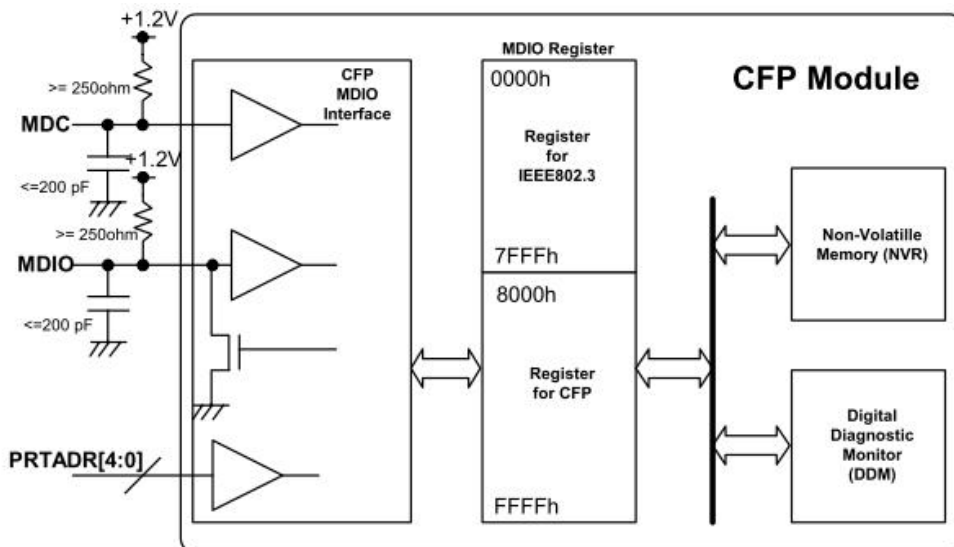 +1.2V
>= 250ohm
MDC
+1.2V
<=200 pF
>= 250ohm
MDIO
<=200 pF
PRTADR[4:0]
CFP
MDIO
Interface
MDIO Register
0000h
Register
for
IEEE802.3
7FFFh
8000h
Register
for CFP
FFFFh
CFP Module
Non-Volatille
Memory (NVR)
Digital
Diagnostic
Monitor
(DDM)